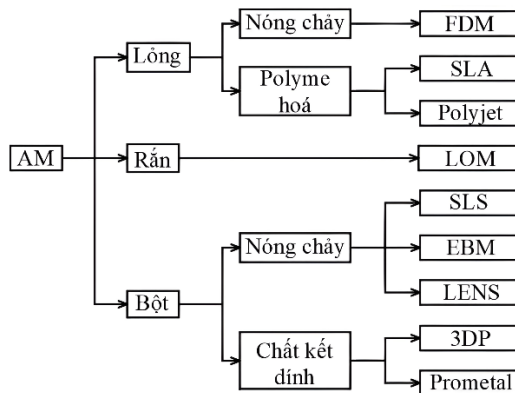 Nóng chảy
FDM
Lỏng
Polyme
hoá
SLA
Polyjet
AM
Rắn
LOM
Nóng chảy
SLS
EBM
LENS
Bột
Chất kết
dính
3DP
Prometal